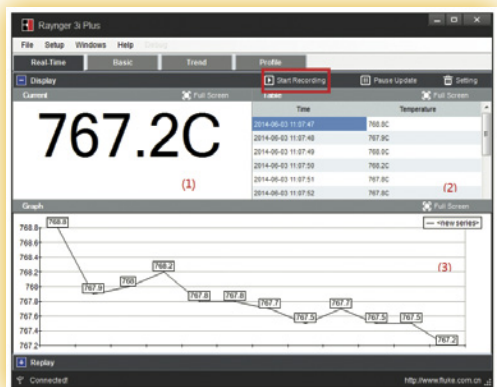 Raynger 3i Plus
File Setup Windows Help Debug
Real-Time Basic Trend Profile
Display Start Recording Pause Update Setting
Current Full Screen Table Full Screen
767.2C
(1)
Time Temperature
2014-06-03 11:07:47 768.8C
2014-06-03 11:07:48 767.9C
2014-06-03 11:07:49 768.0C
2014-06-03 11:07:50 768.2C
2014-06-03 11:07:51 767.8C
2014-06-03 11:07:52 767.8C
(2)
Graph Full Screen
<new series>
(3)
768.8
768.6
768.4
768.2
768
767.8
767.6
767.4
767.2
768.8
767.9
768
768.2
767.8
767.8
767.7
767.5
767.7
767.5
767.5
767.2
Replay
Connected! http://www.fluke.com.cn